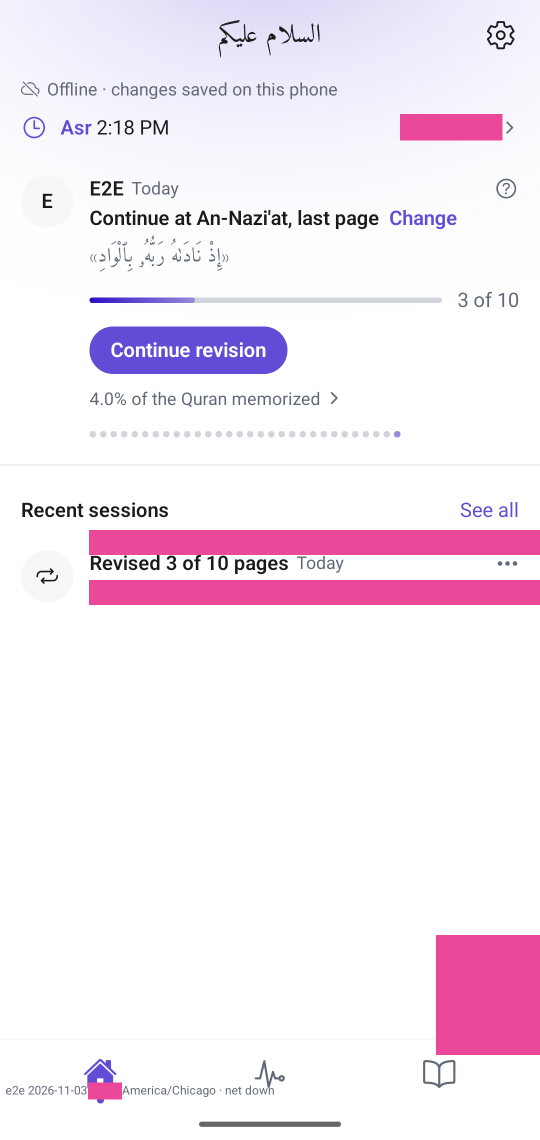 السلام عليكم
Offline · changes saved on this phone
Asr 2:18 PM
E
E2E Today
Continue at An-Nazi'at, last page Change
«إِذْ نَادَىٰهُ رَبُّهُۥ بِٱلْوَادِ»
3 of 10
Continue revision
4.0% of the Quran memorized
Recent sessions See all
Revised 3 of 10 pages Today
e2e 2026-11-03 America/Chicago · net down